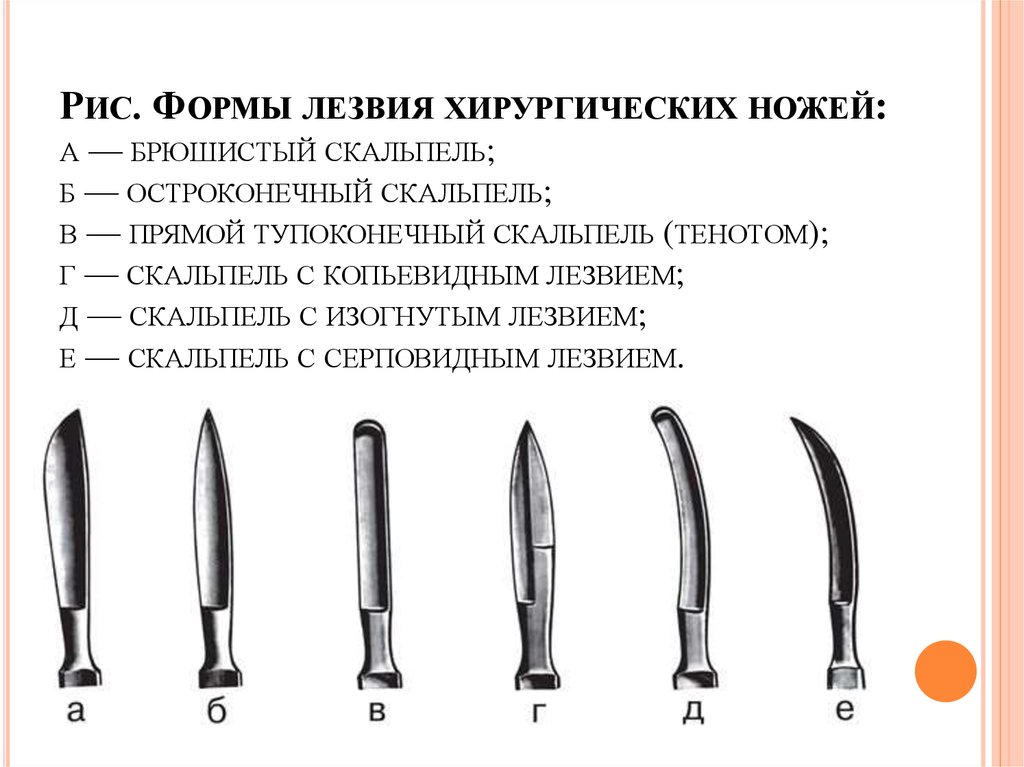 Рис. Формы лезвия хирургических ножей:
а — брюшистый скальпель;
б — остроконечный скальпель;
в — прямой тупоконечный скальпель (тенотом);
г — скальпель с копьевидным лезвием;
д — скальпель с изогнутым лезвием;
е — скальпель с серповидным лезвием.
а б в г д е